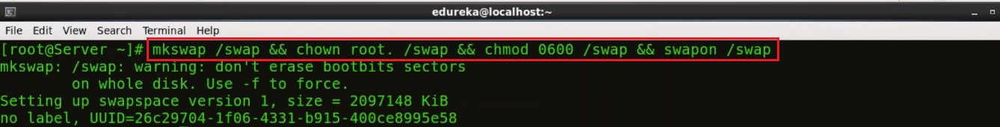 edureka@localhost:~
File Edit View Search Terminal Help
[root@Server ~]# mkswap /swap && chown root. /swap && chmod 0600 /swap && swapon /swap
mkswap: /swap: warning: don't erase bootbits sectors
        on whole disk. Use -f to force.
Setting up swapspace version 1, size = 2097148 KiB
no label, UUID=26c29704-1f06-4331-b915-400ce8995e58